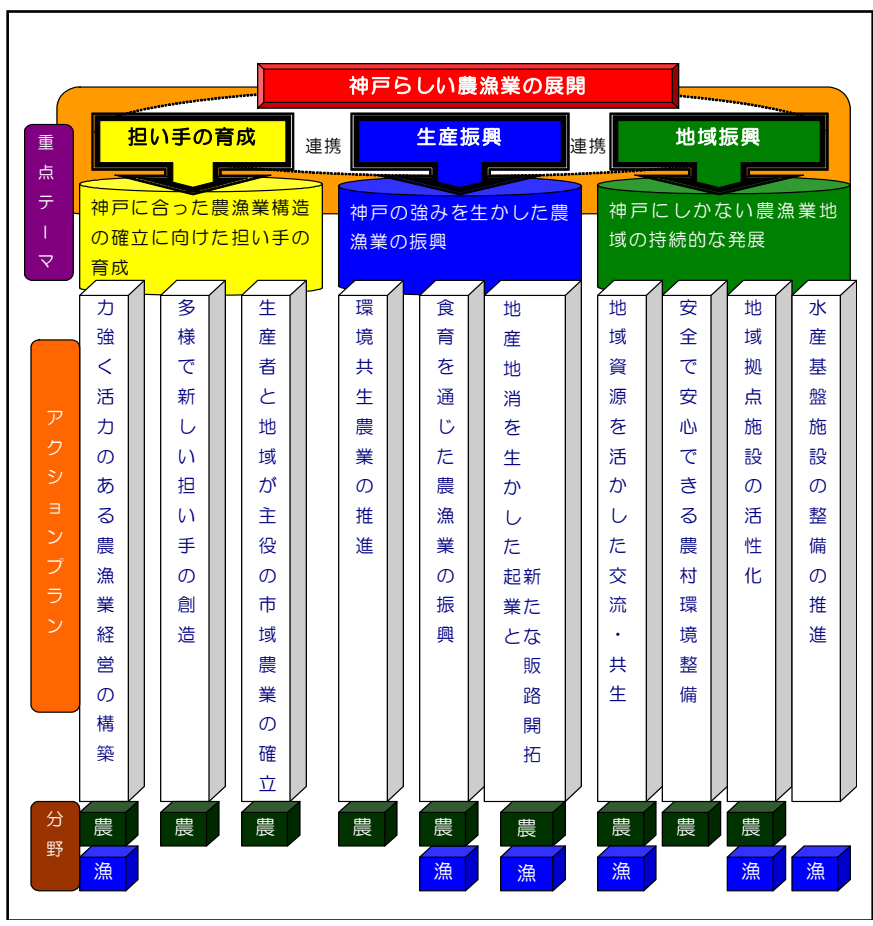 神戸らしい農漁業の展開
重点テーマ
担い手の育成
連携
生産振興
連携
地域振興
神戸に合った農漁業構造
の確立に向けた担い手の
育成
神戸の強みを生かした農
漁業の振興
神戸にしかない農漁業地
域の持続的な発展
アクションプラン
力強く活力のある農漁業経営の構築
多様で新しい担い手の創造
生産者と地域が主役の市域農業の確立
環境共生農業の推進
食育を通じた農漁業の振興
地産地消を生かした起業と
新たな販路開拓
地域資源を活かした交流・共生
安全で安心できる農村環境整備
地域拠点施設の活性化
水産基盤施設の整備の推進
分野
農
農
農
農
農
農
農
農
農
漁
漁
漁
漁
漁
漁